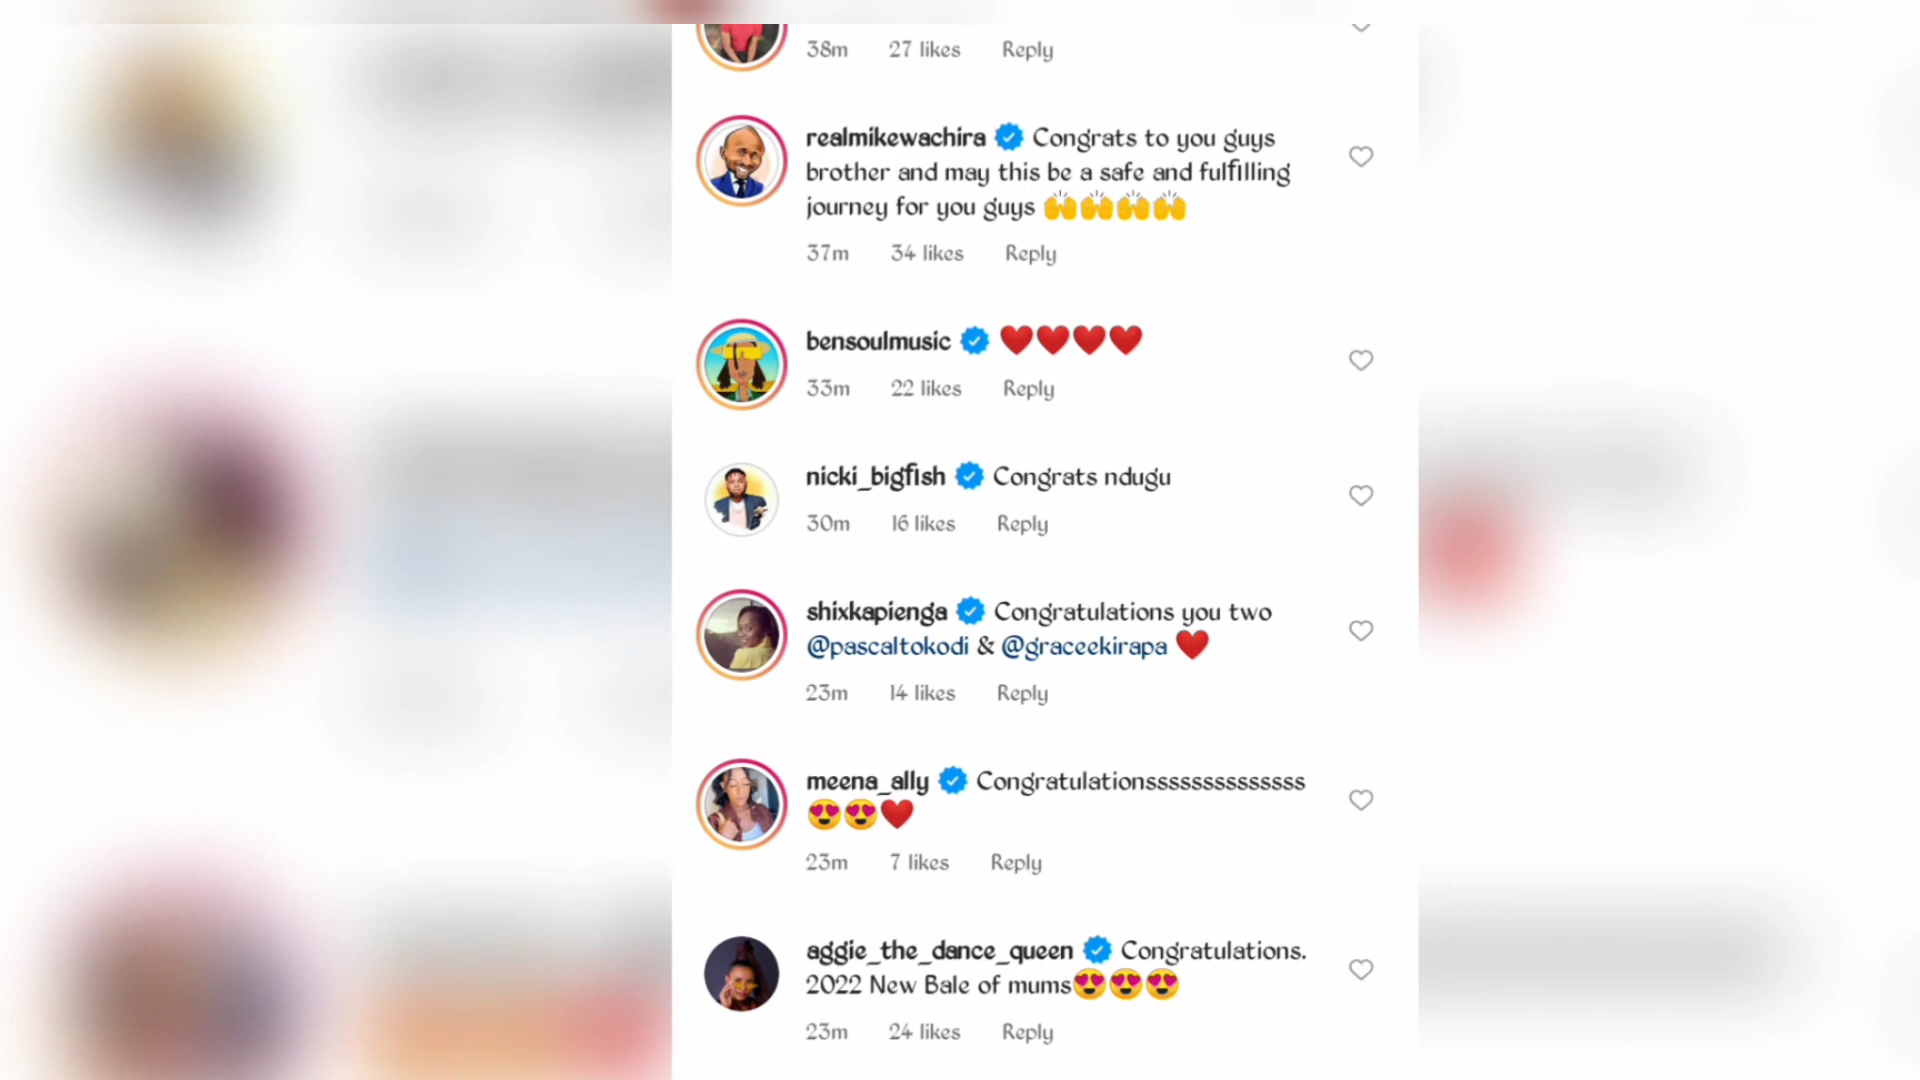 38m 27 likes Reply
realmikewachira Congrats to you guys
brother and may this be a safe and fulfilling
journey for you guys 🙌🙌🙌🙌
37m 34 likes Reply
bensoulmusic ❤️❤️❤️❤️
33m 22 likes Reply
nicki_bigfish Congrats ndugu
30m 16 likes Reply
shixkapienga Congratulations you two
@pascaltokodi & @graceekirapa ❤️
23m 14 likes Reply
meena_ally Congratulationssssssssssssss
😍😍❤️
23m 7 likes Reply
aggie_the_dance_queen Congratulations.
2022 New Bale of mums😍😍😍
23m 24 likes Reply